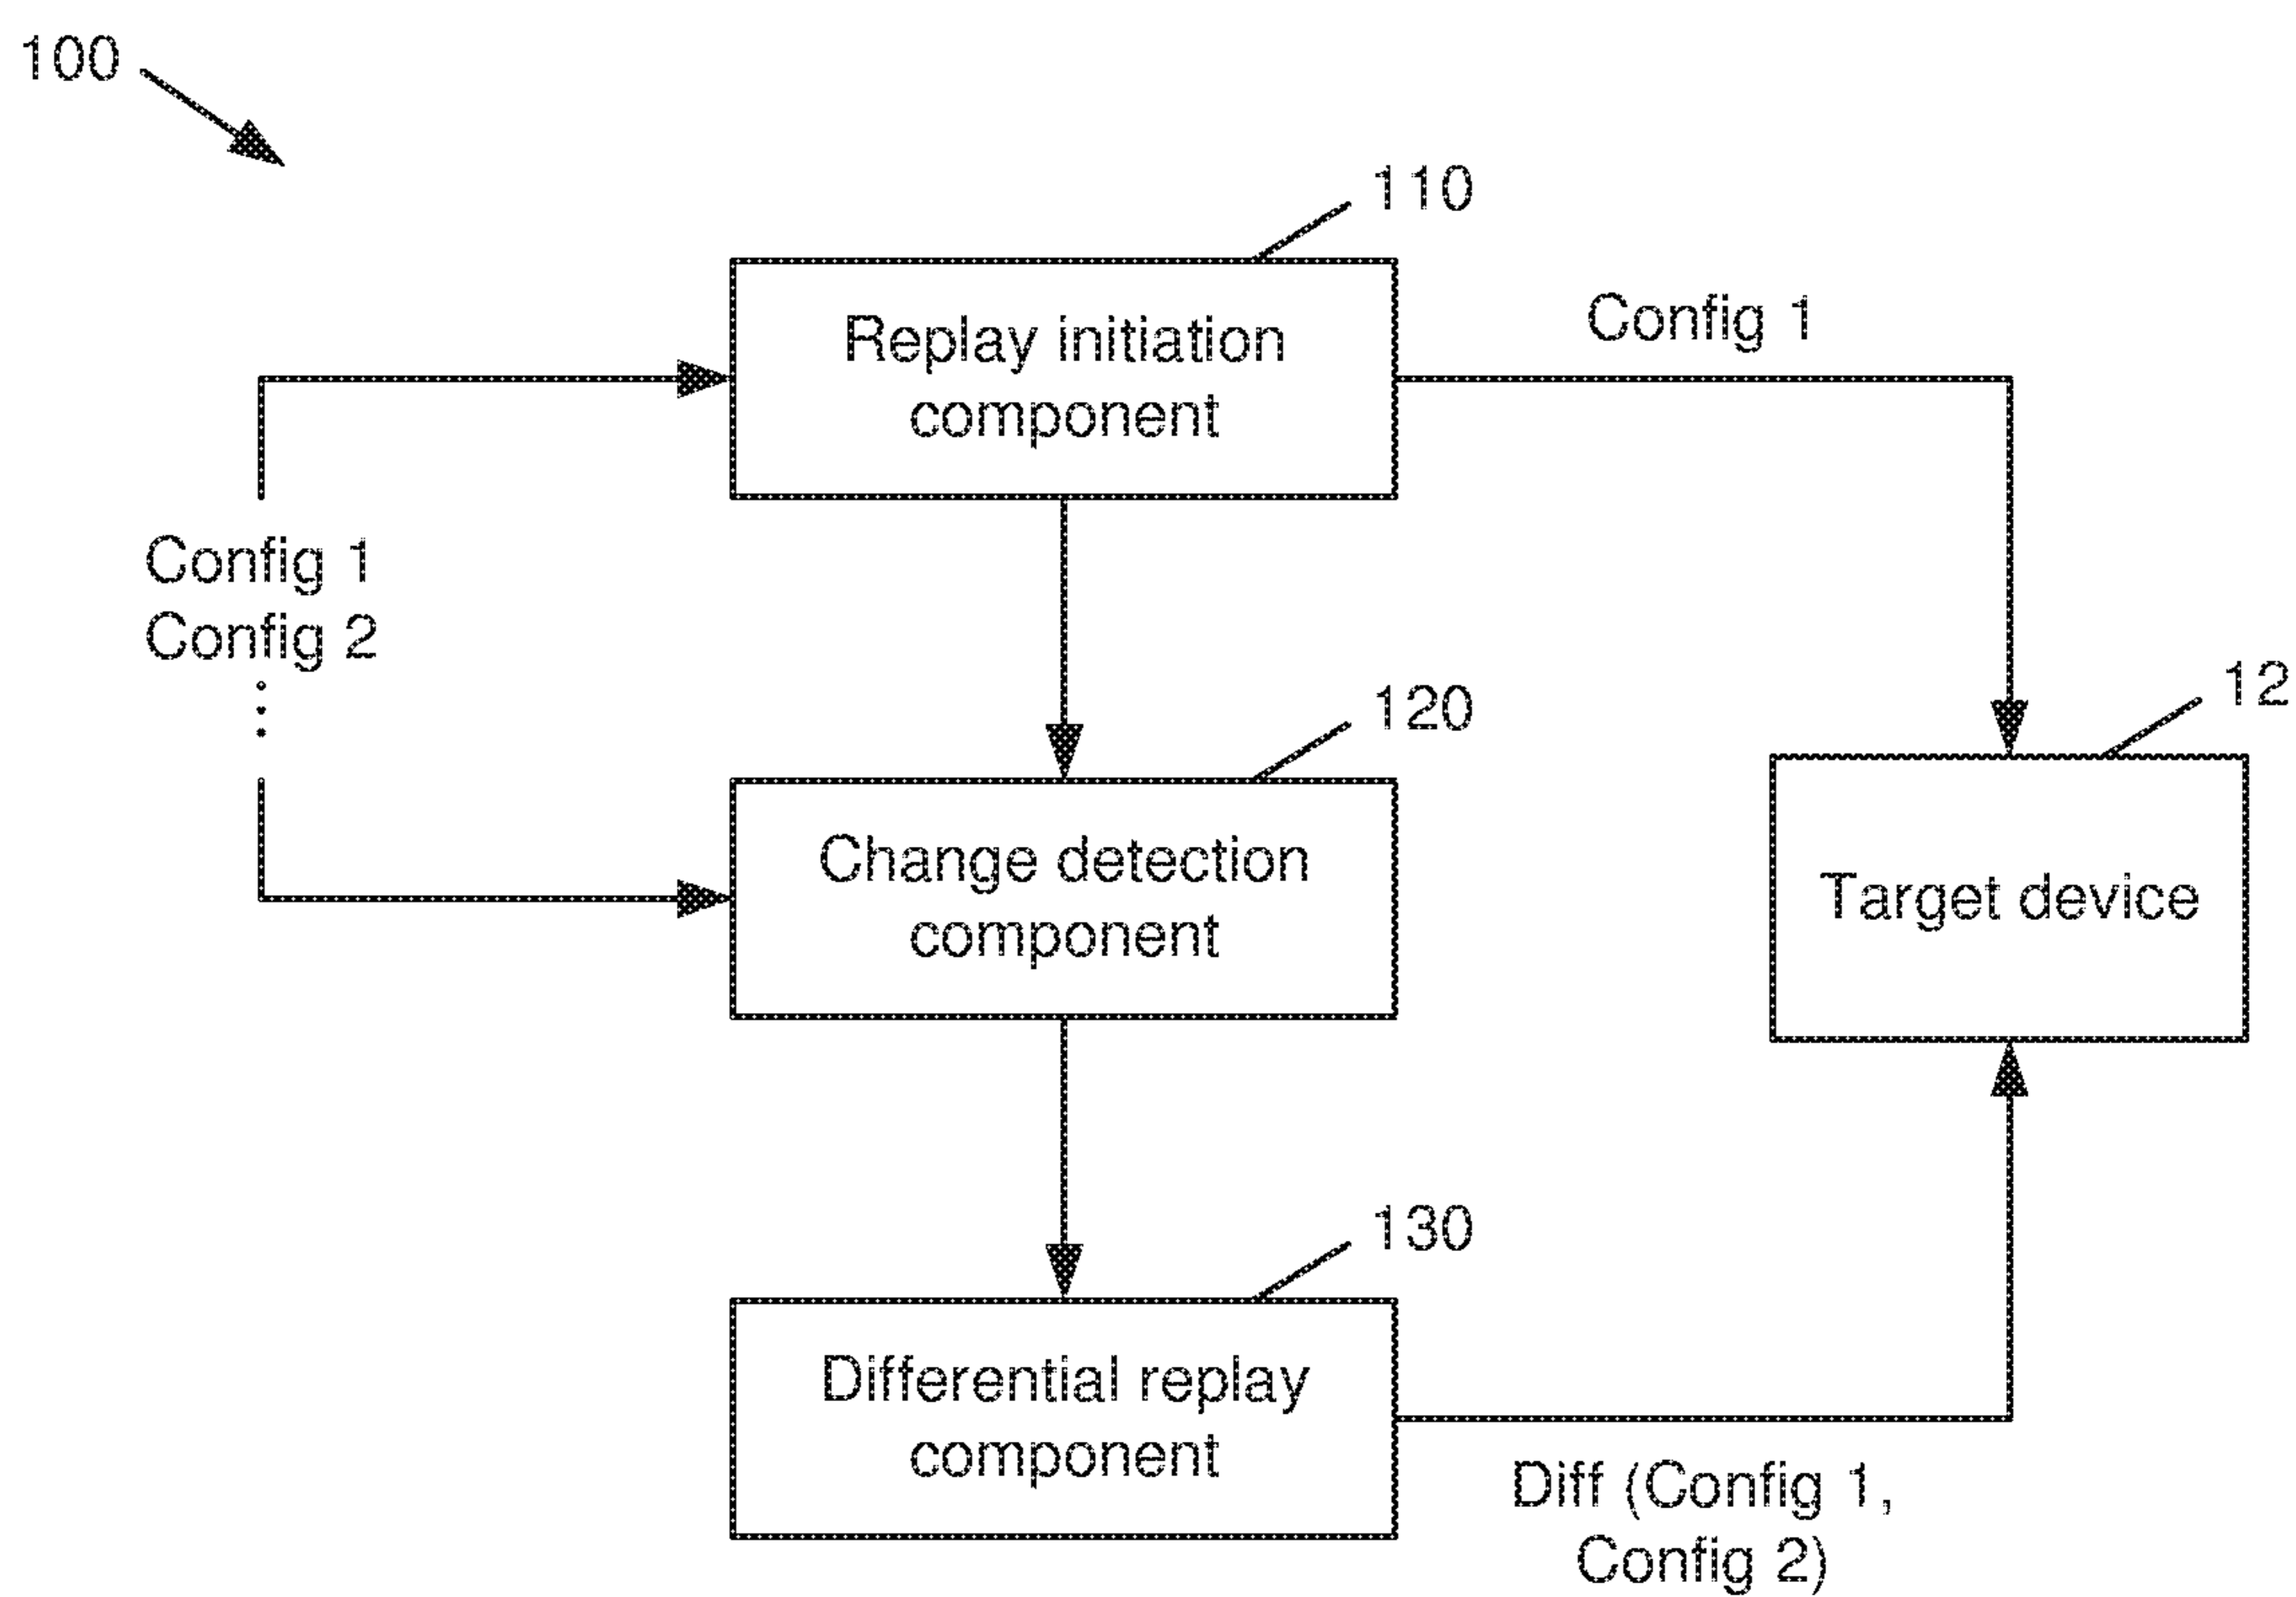 100
110
Replay initiation
component
Config 1
Config 1
Config 2
120
12
Change detection
component
Target device
130
Differential replay
component
Diff (Config 1,
Config 2)